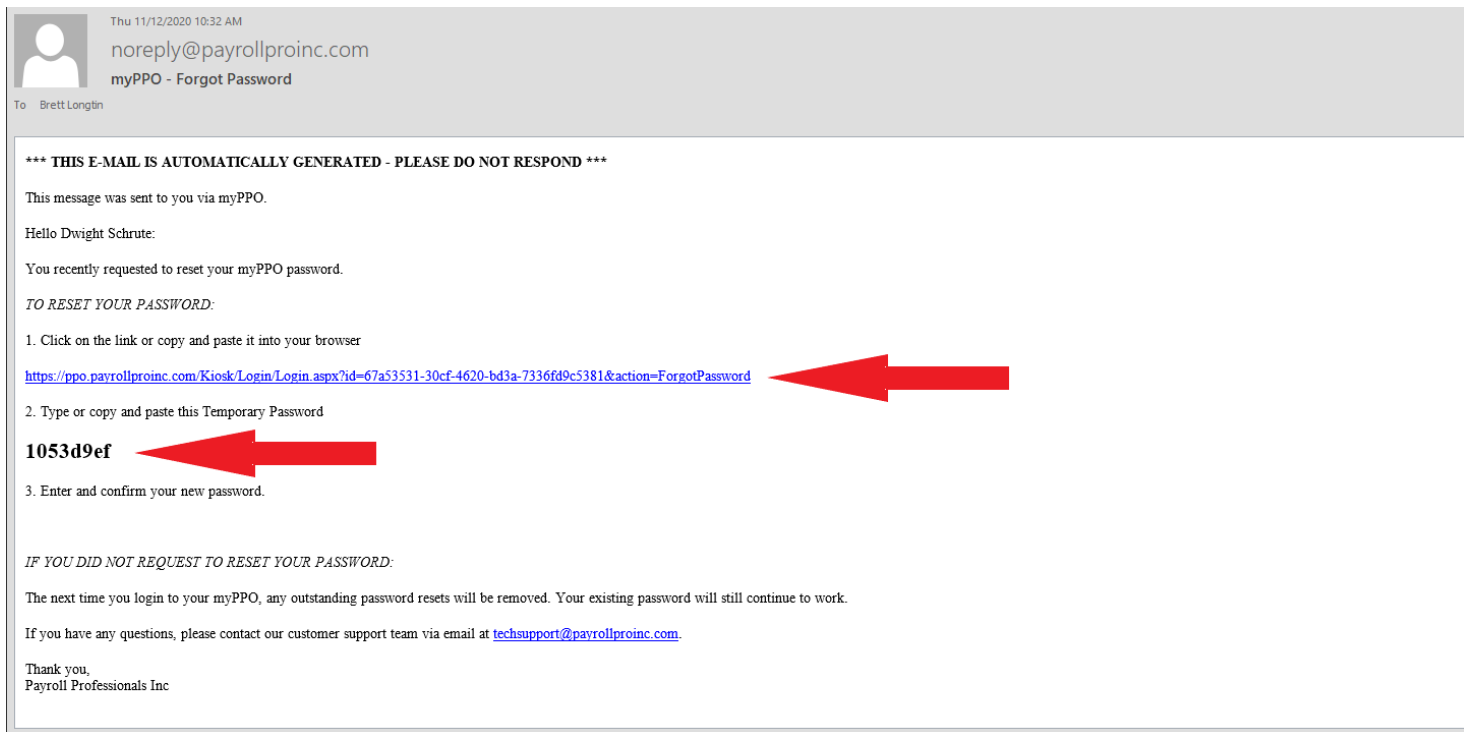 Thu 11/12/2020 10:32 AM
noreply@payrollproinc.com
myPPO - Forgot Password
To Brett Longtin
*** THIS E-MAIL IS AUTOMATICALLY GENERATED - PLEASE DO NOT RESPOND ***
This message was sent to you via myPPO.
Hello Dwight Schrute:
You recently requested to reset your myPPO password.
TO RESET YOUR PASSWORD:
1. Click on the link or copy and paste it into your browser
https://ppo.payrollproinc.com/Kiosk/Login/Login.aspx?id=67a53531-30cf-4620-bd3a-7336fd9c5381&action=ForgotPassword
2. Type or copy and paste this Temporary Password
1053d9ef
3. Enter and confirm your new password.
IF YOU DID NOT REQUEST TO RESET YOUR PASSWORD:
The next time you login to your myPPO, any outstanding password resets will be removed. Your existing password will still continue to work.
If you have any questions, please contact our customer support team via email at techsupport@payrollproinc.com.
Thank you,
Payroll Professionals Inc